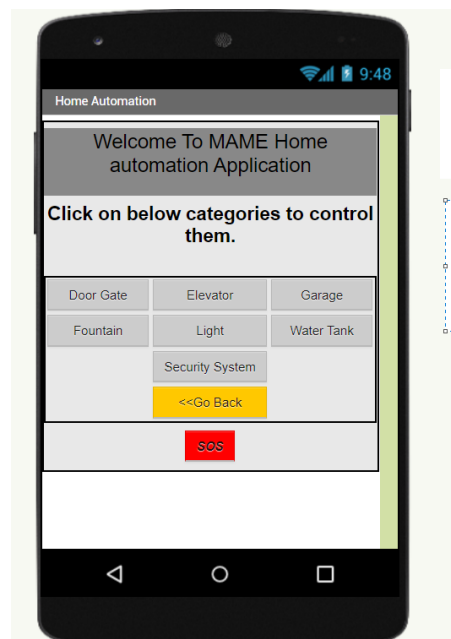 9:48
Home Automation
Welcome To MAME Home
automation Application
Click on below categories to control
them.
Door Gate Elevator Garage
Fountain Light Water Tank
Security System
<<Go Back
SOS